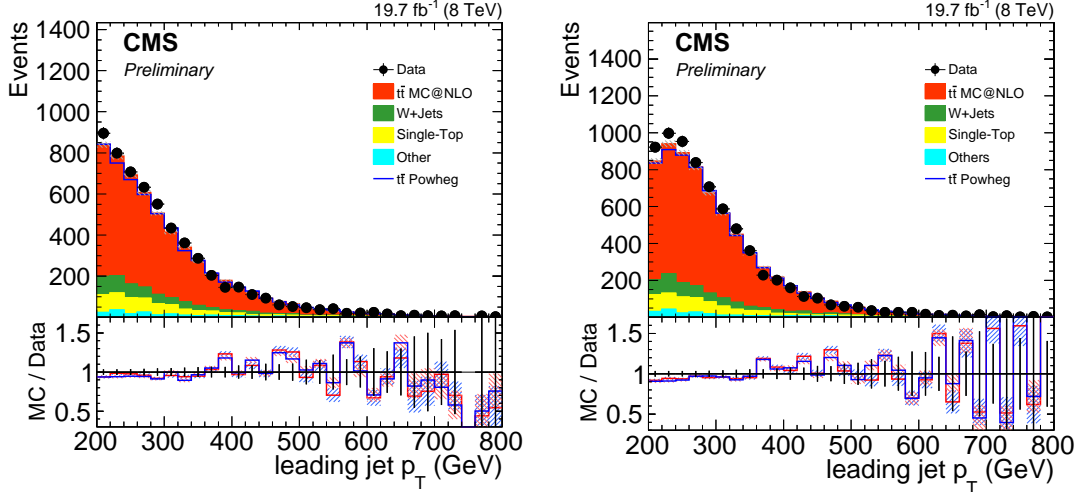 19.7 fb⁻¹ (8 TeV)
CMS
Preliminary
Events
1400
1200
1000
800
600
400
200
Data
tt̄ MC@NLO
W+Jets
Single-Top
Other
tt̄ Powheg
MC / Data
1.5
1
0.5
200 300 400 500 600 700 800
leading jet p_T (GeV)
19.7 fb⁻¹ (8 TeV)
CMS
Preliminary
Events
1400
1200
1000
800
600
400
200
Data
tt̄ MC@NLO
W+Jets
Single-Top
Others
tt̄ Powheg
MC / Data
1.5
1
0.5
200 300 400 500 600 700 800
leading jet p_T (GeV)